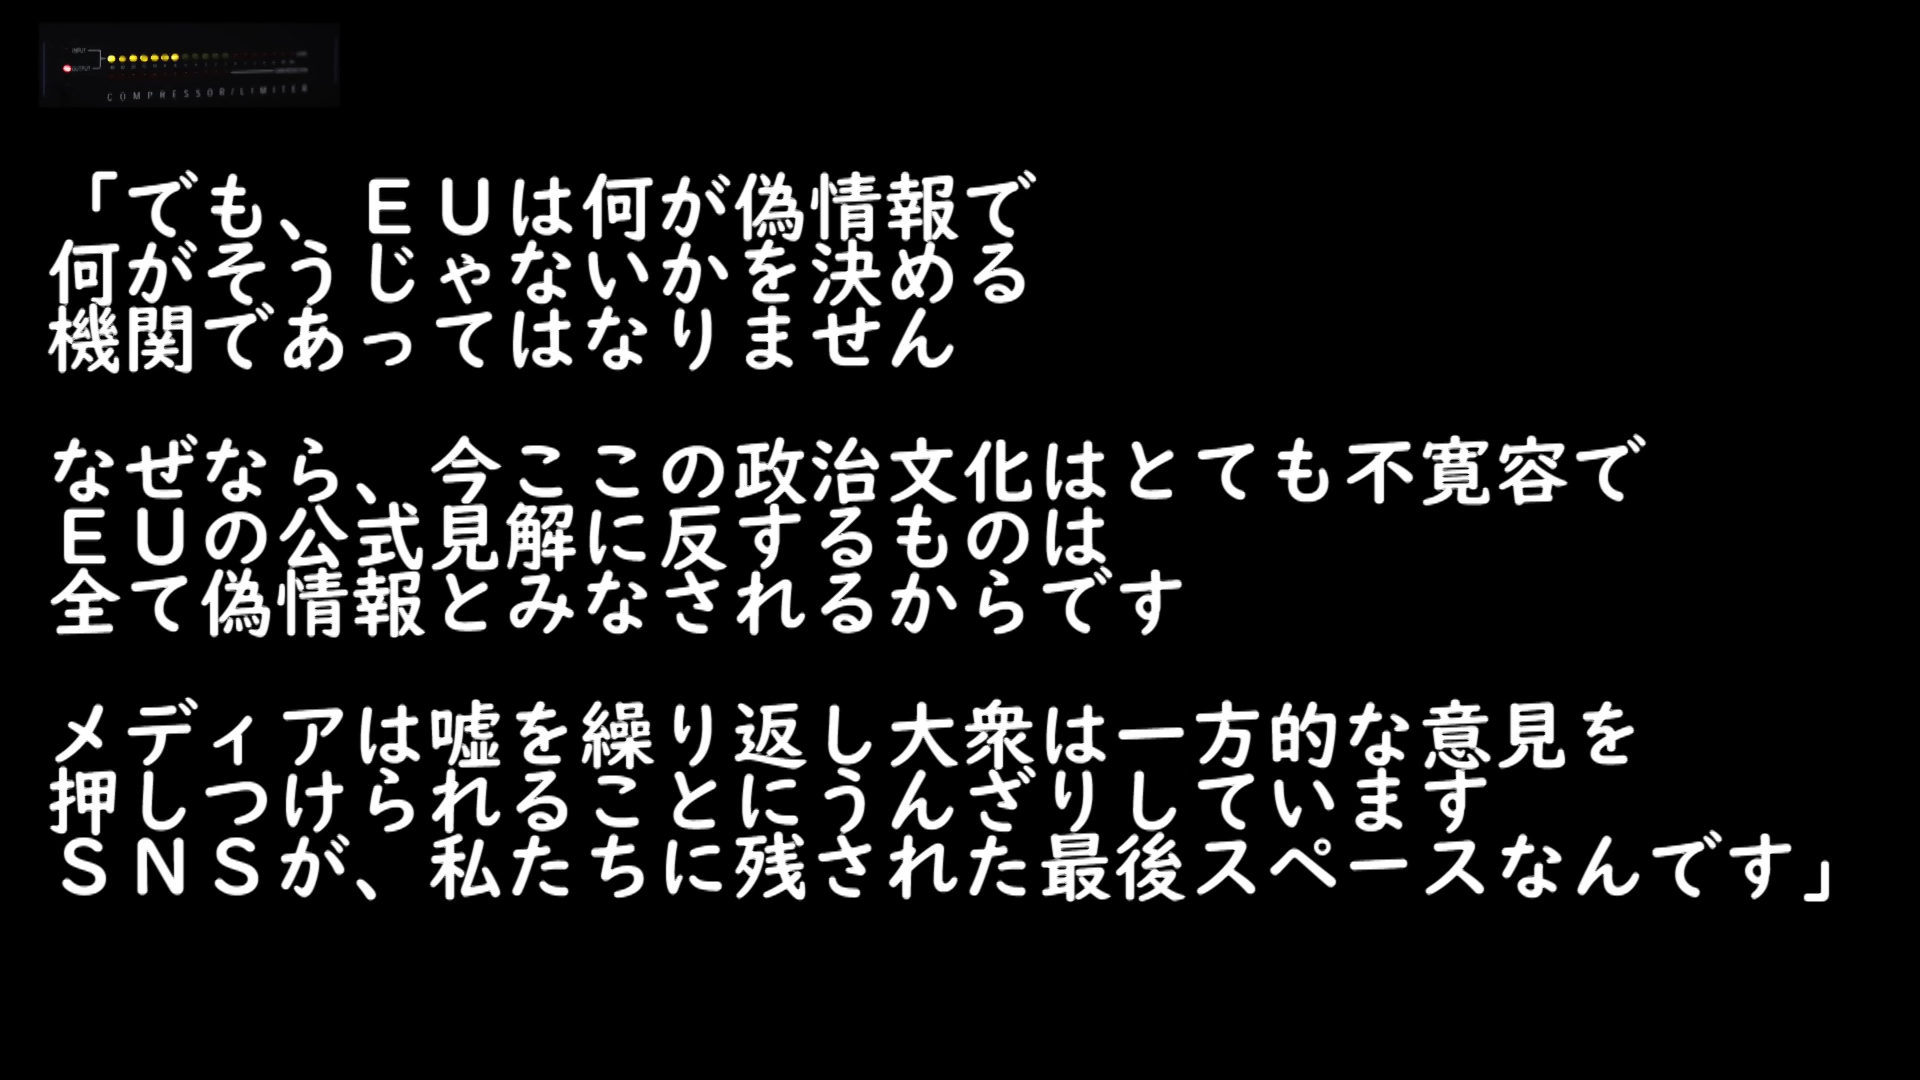 INPUT
OUTPUT
COMPRESSOR/LIMITER
「でも、ＥＵは何が偽情報で
何がそうじゃないかを決める
機関であってはなりません
なぜなら、今ここの政治文化はとても不寛容で
ＥＵの公式見解に反するものは
全て偽情報とみなされるからです
メディアは嘘を繰り返し大衆は一方的な意見を
押しつけられることにうんざりしています
ＳＮＳが、私たちに残された最後スペースなんです」